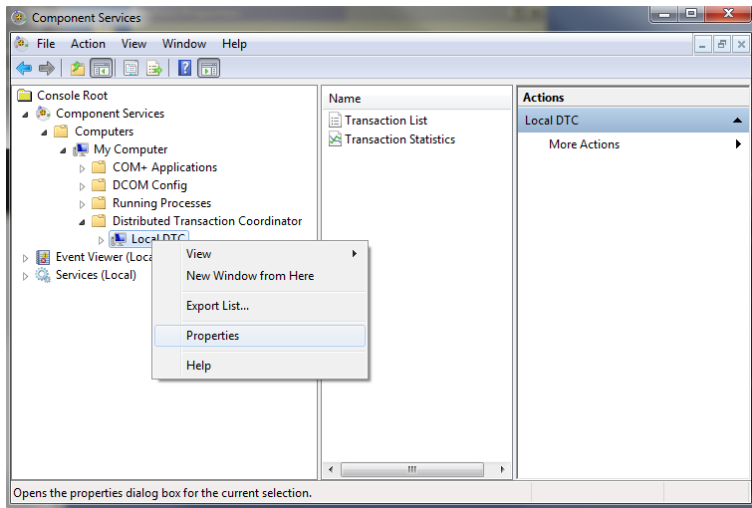 Component Services
File Action View Window Help
Console Root
Component Services
Computers
My Computer
COM+ Applications
DCOM Config
Running Processes
Distributed Transaction Coordinator
Local DTC
Event Viewer (Loca
Services (Local)
View
New Window from Here
Export List...
Properties
Help
Name
Transaction List
Transaction Statistics
Actions
Local DTC
More Actions
Opens the properties dialog box for the current selection.